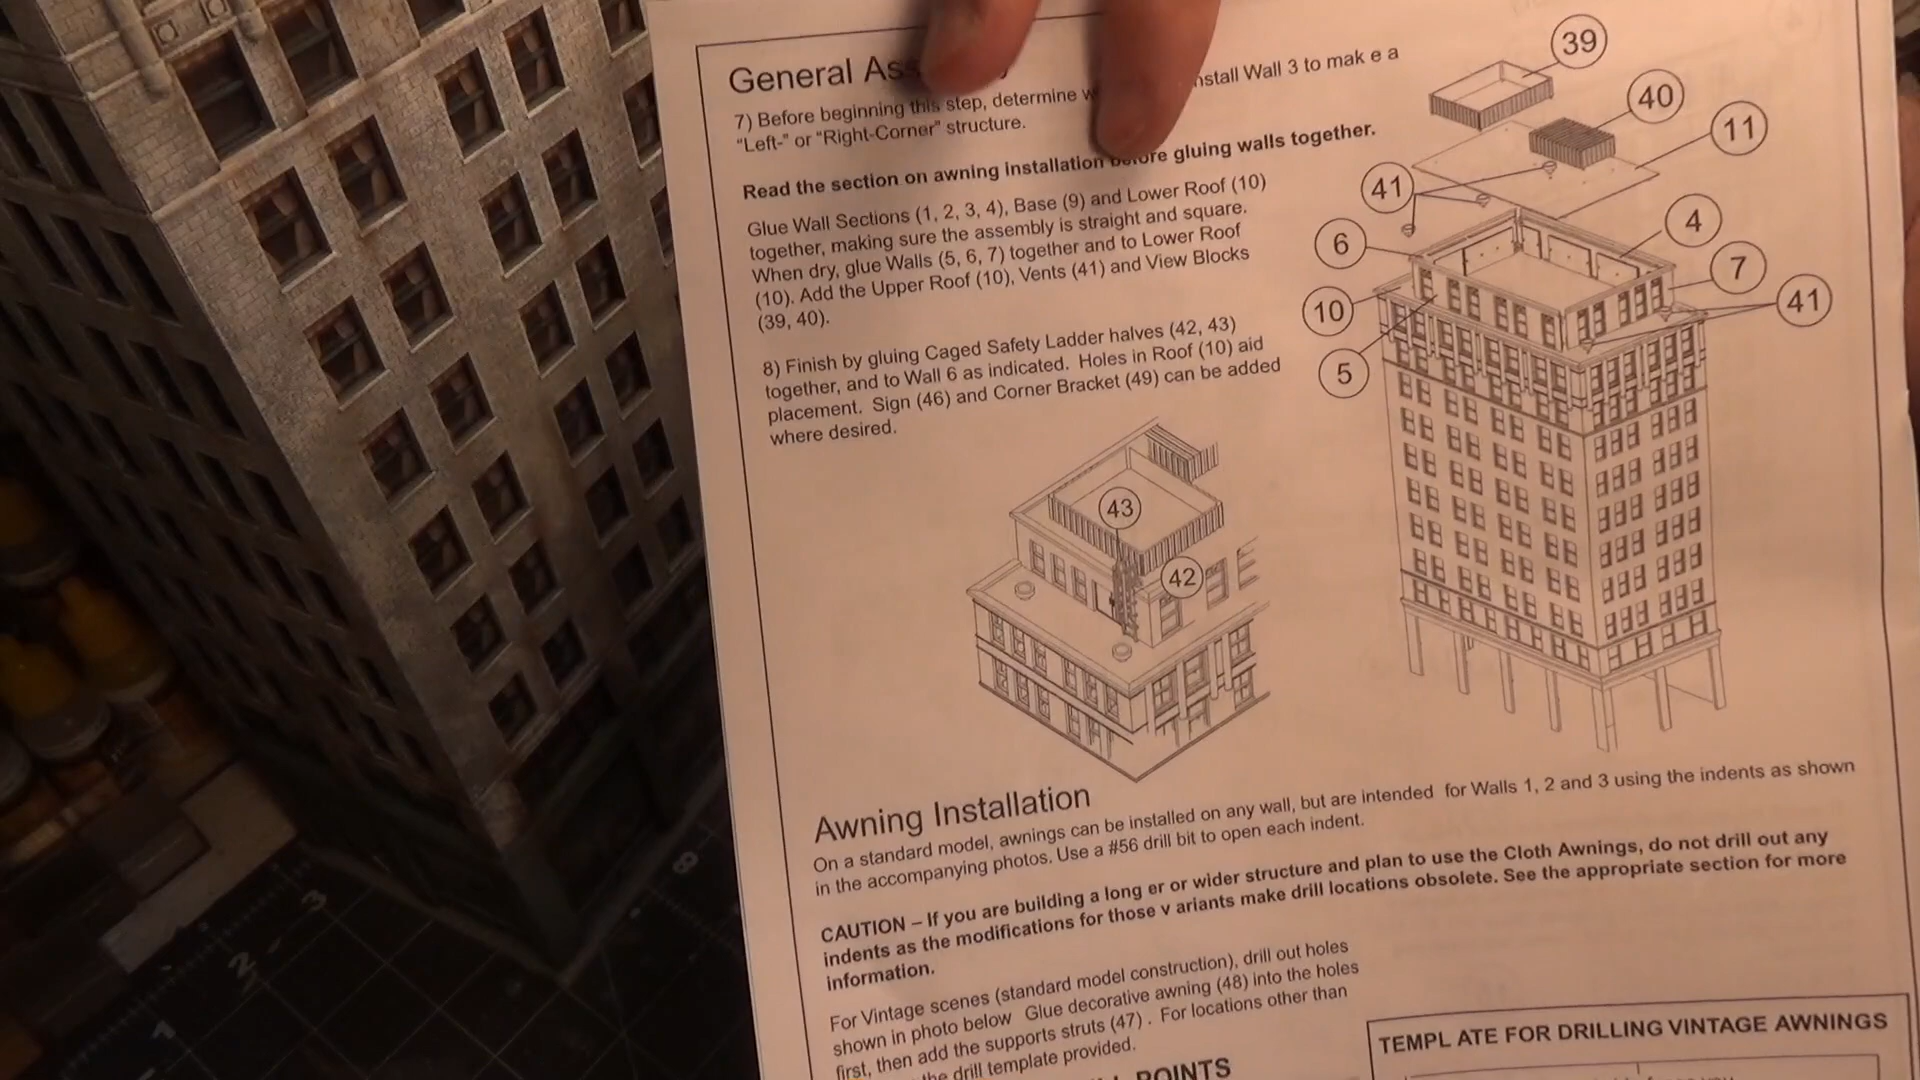 General As
7) Before beginning this step, determine w nstall Wall 3 to mak e a
"Left-" or "Right-Corner" structure.
Read the section on awning installation before gluing walls together.
Glue Wall Sections (1, 2, 3, 4), Base (9) and Lower Roof (10)
together, making sure the assembly is straight and square.
When dry, glue Walls (5, 6, 7) together and to Lower Roof
(10). Add the Upper Roof (10), Vents (41) and View Blocks
(39, 40).
8) Finish by gluing Caged Safety Ladder halves (42, 43)
together, and to Wall 6 as indicated. Holes in Roof (10) aid
placement. Sign (46) and Corner Bracket (49) can be added
where desired.
39
40
11
41
4
6
7
10
41
5
43
42
Awning Installation
On a standard model, awnings can be installed on any wall, but are intended for Walls 1, 2 and 3 using the indents as shown
in the accompanying photos. Use a #56 drill bit to open each indent.
CAUTION – If you are building a long er or wider structure and plan to use the Cloth Awnings, do not drill out any
indents as the modifications for those v ariants make drill locations obsolete. See the appropriate section for more
information.
For Vintage scenes (standard model construction), drill out holes
shown in photo below Glue decorative awning (48) into the holes
first, then add the supports struts (47) . For locations other than
the drill template provided.
POINTS
TEMPL ATE FOR DRILLING VINTAGE AWNINGS
8
3
2
1